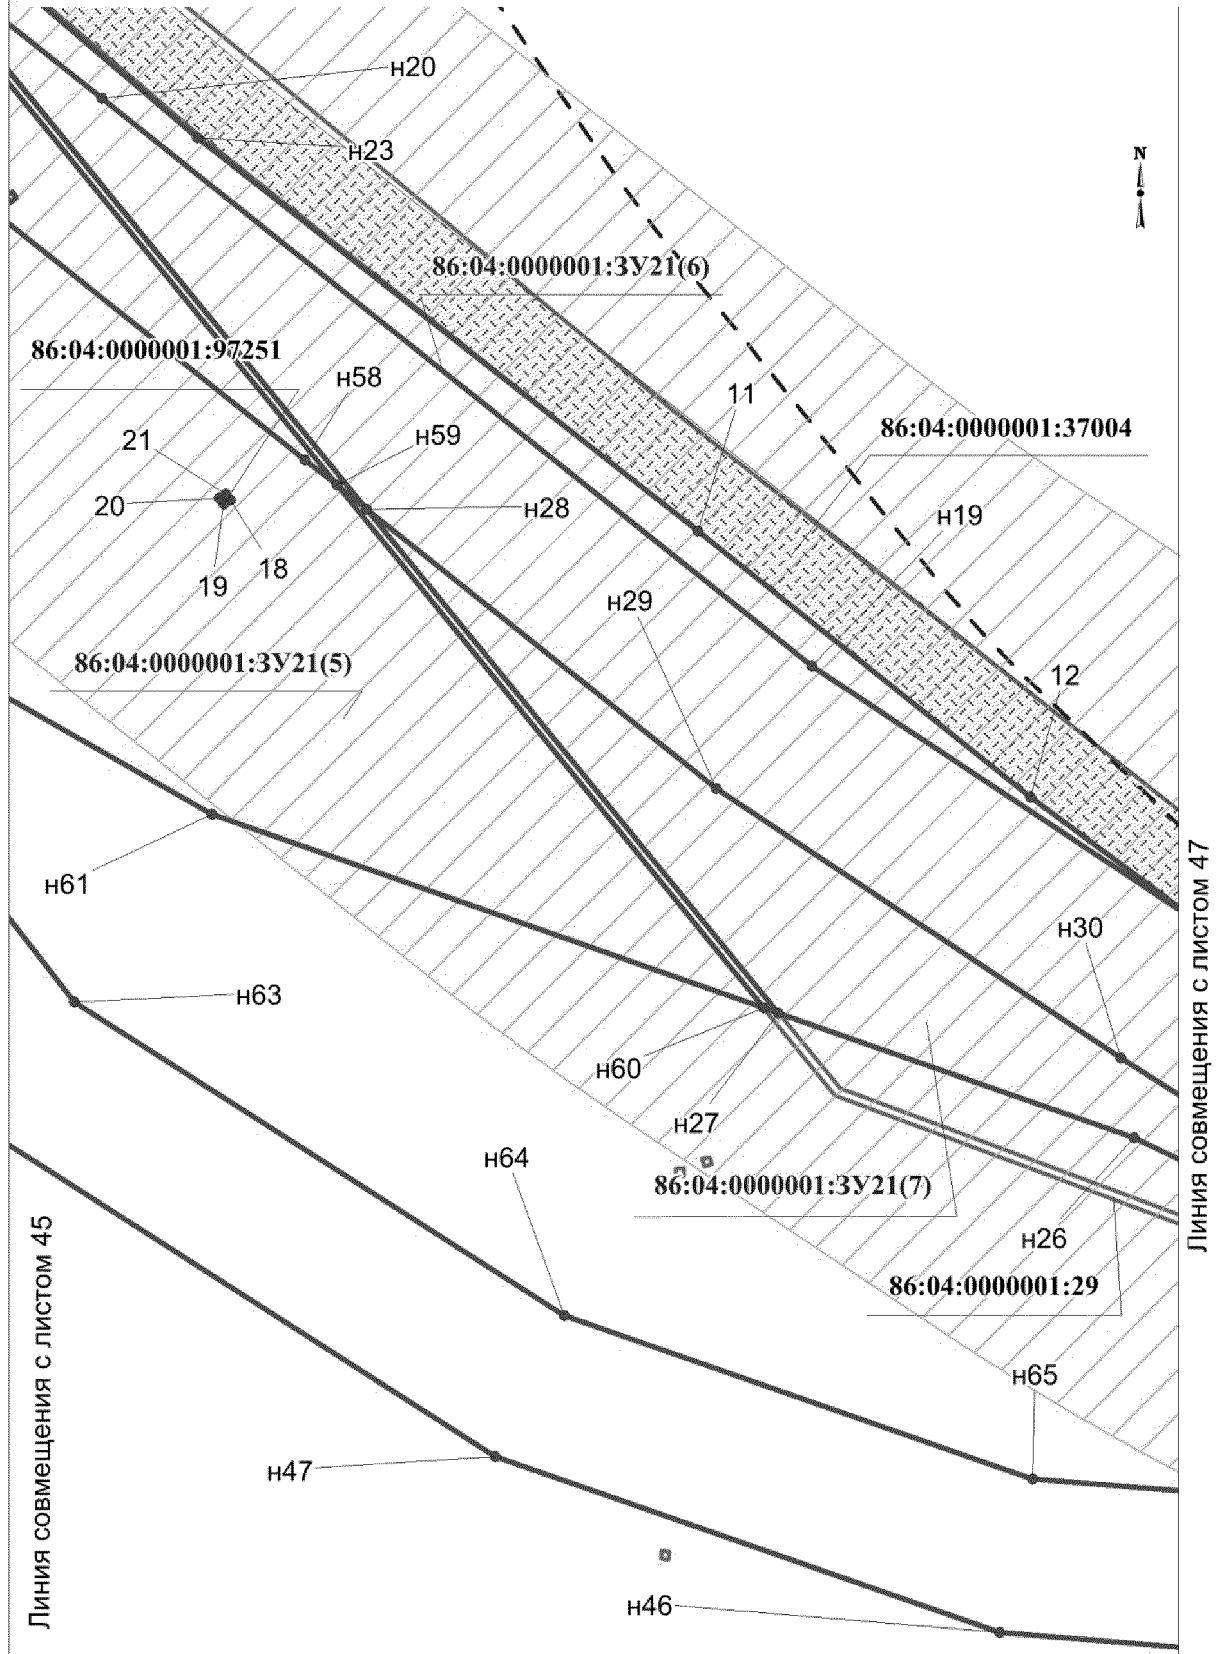 н20
н23
N
86:04:0000001:ЗУ21(6)
86:04:0000001:97251
н58
11
21
н59
86:04:0000001:37004
20
н28
н19
18
19
н29
86:04:0000001:ЗУ21(5)
12
н61
н30
н63
н60
н27
н64
86:04:0000001:ЗУ21(7)
н26
86:04:0000001:29
н65
н47
н46
Линия совмещения с листом 45
Линия совмещения с листом 47